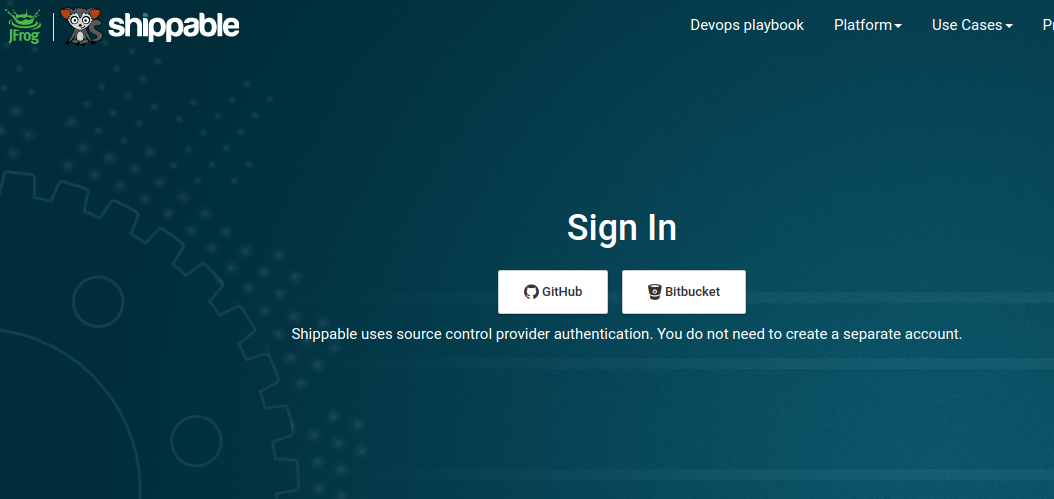 JFrog shippable Devops playbook Platform Use Cases
Sign In
GitHub Bitbucket
Shippable uses source control provider authentication. You do not need to create a separate account.